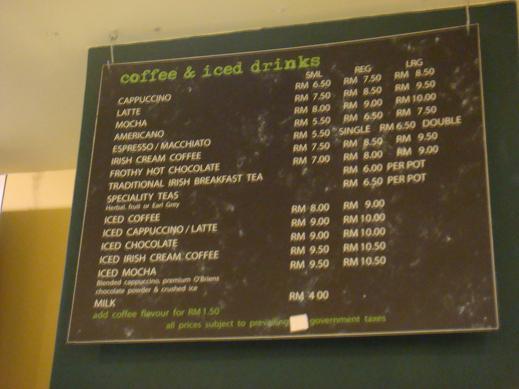 coffee & iced drinks
SML REG LRG
CAPPUCCINO RM 6.50 RM 7.50 RM 8.50
LATTE RM 7.50 RM 8.50 RM 9.50
MOCHA RM 8.00 RM 9.00 RM 10.00
AMERICANO RM 5.50 RM 6.50 RM 7.50
ESPRESSO / MACCHIATO RM 5.50 SINGLE RM 6.50 DOUBLE
IRISH CREAM COFFEE RM 7.50 RM 8.50 RM 9.50
FROTHY HOT CHOCOLATE RM 7.00 RM 8.00 RM 9.00
TRADITIONAL IRISH BREAKFAST TEA RM 6.00 PER POT
SPECIALITY TEAS RM 6.50 PER POT
Herbal, fruit or Earl Grey
ICED COFFEE RM 8.00 RM 9.00
ICED CAPPUCCINO / LATTE RM 9.00 RM 10.00
ICED CHOCOLATE RM 9.00 RM 10.00
ICED IRISH CREAM COFFEE RM 9.50 RM 10.50
ICED MOCHA RM 9.50 RM 10.50
Blended cappuccino, premium O'Briens
chocolate powder & crushed ice
MILK RM 4.00
add coffee flavour for RM 1.50
all prices subject to prevailing government taxes